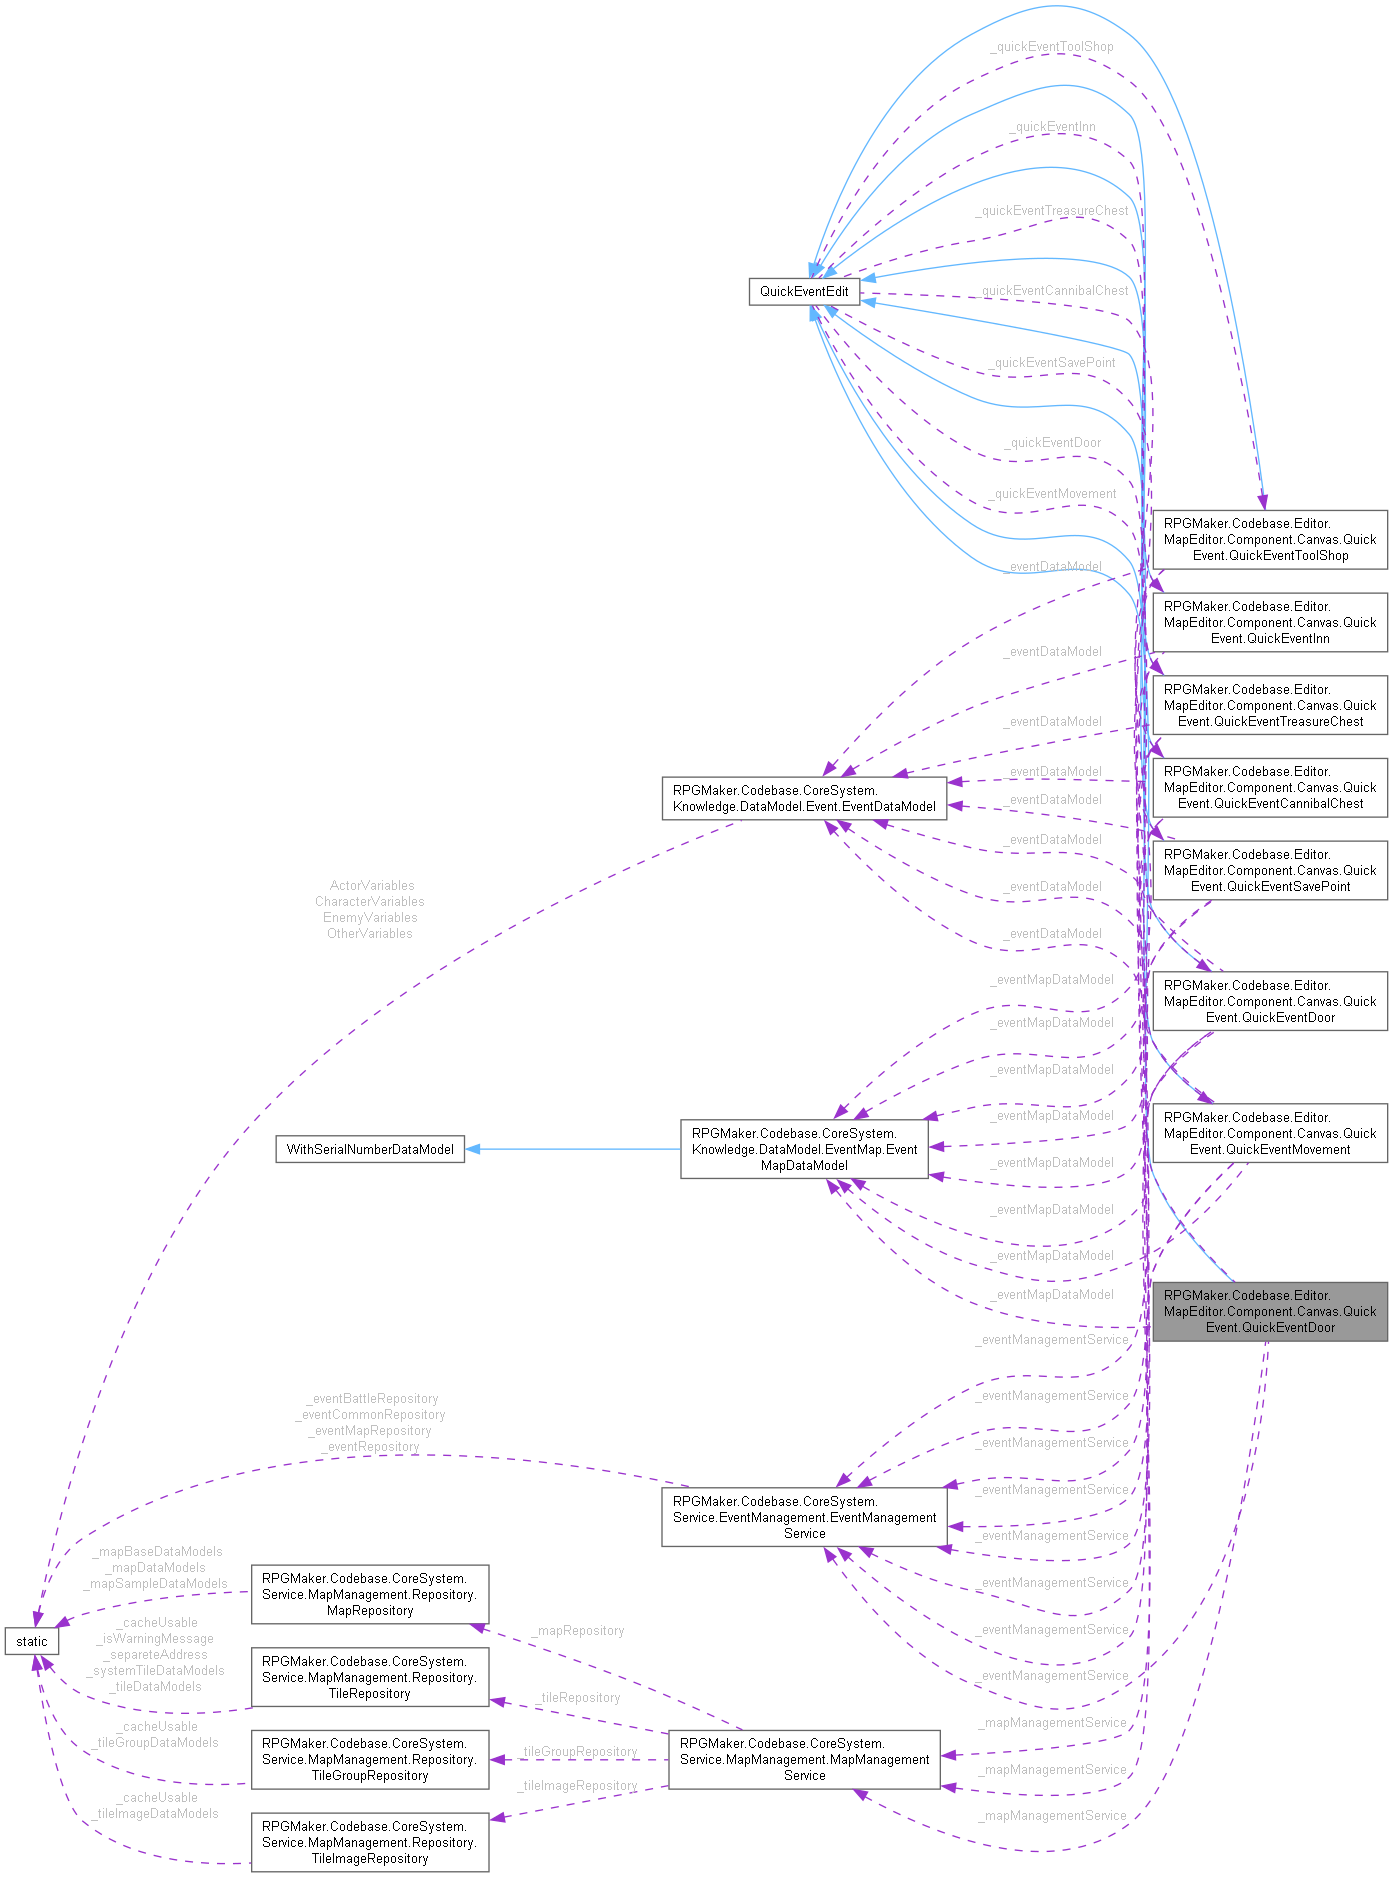 _quickEventToolShop
_quickEventInn
_quickEventTreasureChest
_quickEventCannibalChest
QuickEventEdit
_quickEventSavePoint
_quickEventDoor
_quickEventMovement
RPGMaker.Codebase.Editor.
MapEditor.Component.Canvas.Quick
Event.QuickEventToolShop
_eventDataModel
RPGMaker.Codebase.Editor.
MapEditor.Component.Canvas.Quick
Event.QuickEventInn
_eventDataModel
RPGMaker.Codebase.Editor.
MapEditor.Component.Canvas.Quick
Event.QuickEventTreasureChest
_eventDataModel
_eventDataModel
RPGMaker.Codebase.Editor.
MapEditor.Component.Canvas.Quick
Event.QuickEventCannibalChest
RPGMaker.Codebase.CoreSystem.
Knowledge.DataModel.Event.EventDataModel
_eventDataModel
_eventDataModel
RPGMaker.Codebase.Editor.
MapEditor.Component.Canvas.Quick
Event.QuickEventSavePoint
_eventDataModel
_eventDataModel
ActorVariables
CharacterVariables
EnemyVariables
OtherVariables
_eventMapDataModel
RPGMaker.Codebase.Editor.
MapEditor.Component.Canvas.Quick
Event.QuickEventDoor
_eventMapDataModel
_eventMapDataModel
_eventMapDataModel
RPGMaker.Codebase.Editor.
MapEditor.Component.Canvas.Quick
Event.QuickEventMovement
WithSerialNumberDataModel
RPGMaker.Codebase.CoreSystem.
Knowledge.DataModel.EventMap.Event
MapDataModel
_eventMapDataModel
_eventMapDataModel
_eventMapDataModel
_eventMapDataModel
RPGMaker.Codebase.Editor.
MapEditor.Component.Canvas.Quick
Event.QuickEventDoor
_eventManagementService
_eventManagementService
_eventBattleRepository
_eventCommonRepository
_eventMapRepository
_eventRepository
_eventManagementService
_eventManagementService
RPGMaker.Codebase.CoreSystem.
Service.EventManagement.EventManagement
Service
_eventManagementService
_eventManagementService
_eventManagementService
_eventManagementService
_mapBaseDataModels
_mapDataModels
_mapSampleDataModels
RPGMaker.Codebase.CoreSystem.
Service.MapManagement.Repository.
MapRepository
static
_cacheUsable
_isWarningMessage
_separeteAddress
_systemTileDataModels
_tileDataModels
RPGMaker.Codebase.CoreSystem.
Service.MapManagement.Repository.
TileRepository
_mapRepository
_tileRepository
_cacheUsable
_tileGroupDataModels
RPGMaker.Codebase.CoreSystem.
Service.MapManagement.Repository.
TileGroupRepository
_tileGroupRepository
RPGMaker.Codebase.CoreSystem.
Service.MapManagement.MapManagement
Service
_mapManagementService
_mapManagementService
_mapManagementService
_tileImageRepository
_cacheUsable
_tileImageDataModels
RPGMaker.Codebase.CoreSystem.
Service.MapManagement.Repository.
TileImageRepository